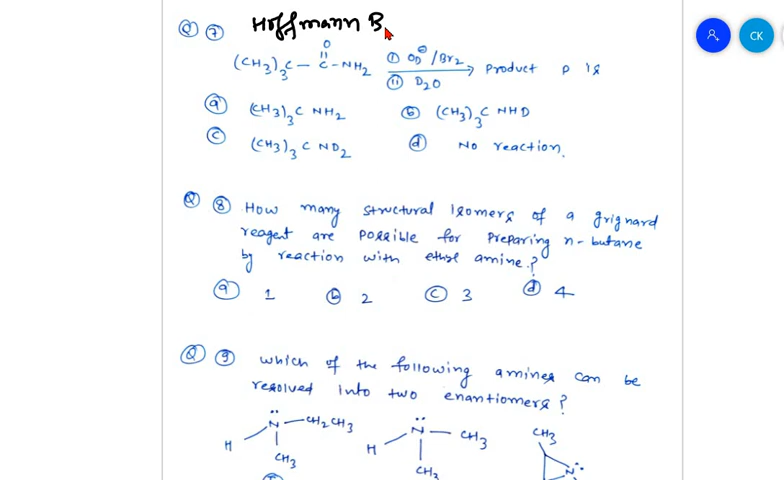 Hoffmann B
Q 7
O
(CH3)3C - C - NH2 (i) OD⊖/Br2 (ii) D2O → product P is
(a) (CH3)3 C NH2 (b) (CH3)3 C NHD
(c) (CH3)3 C ND2 (d) No reaction.
Q 8 How many structural Isomers of a grignard
reagent are possible for preparing n-butane
by reaction with ethyl amine?
(a) 1 (b) 2 (c) 3 (d) 4
Q 9 which of the following amines can be
resolved into two enantiomers?
H N CH2CH3 CH3
H N CH3 CH3
CH3 N
CK